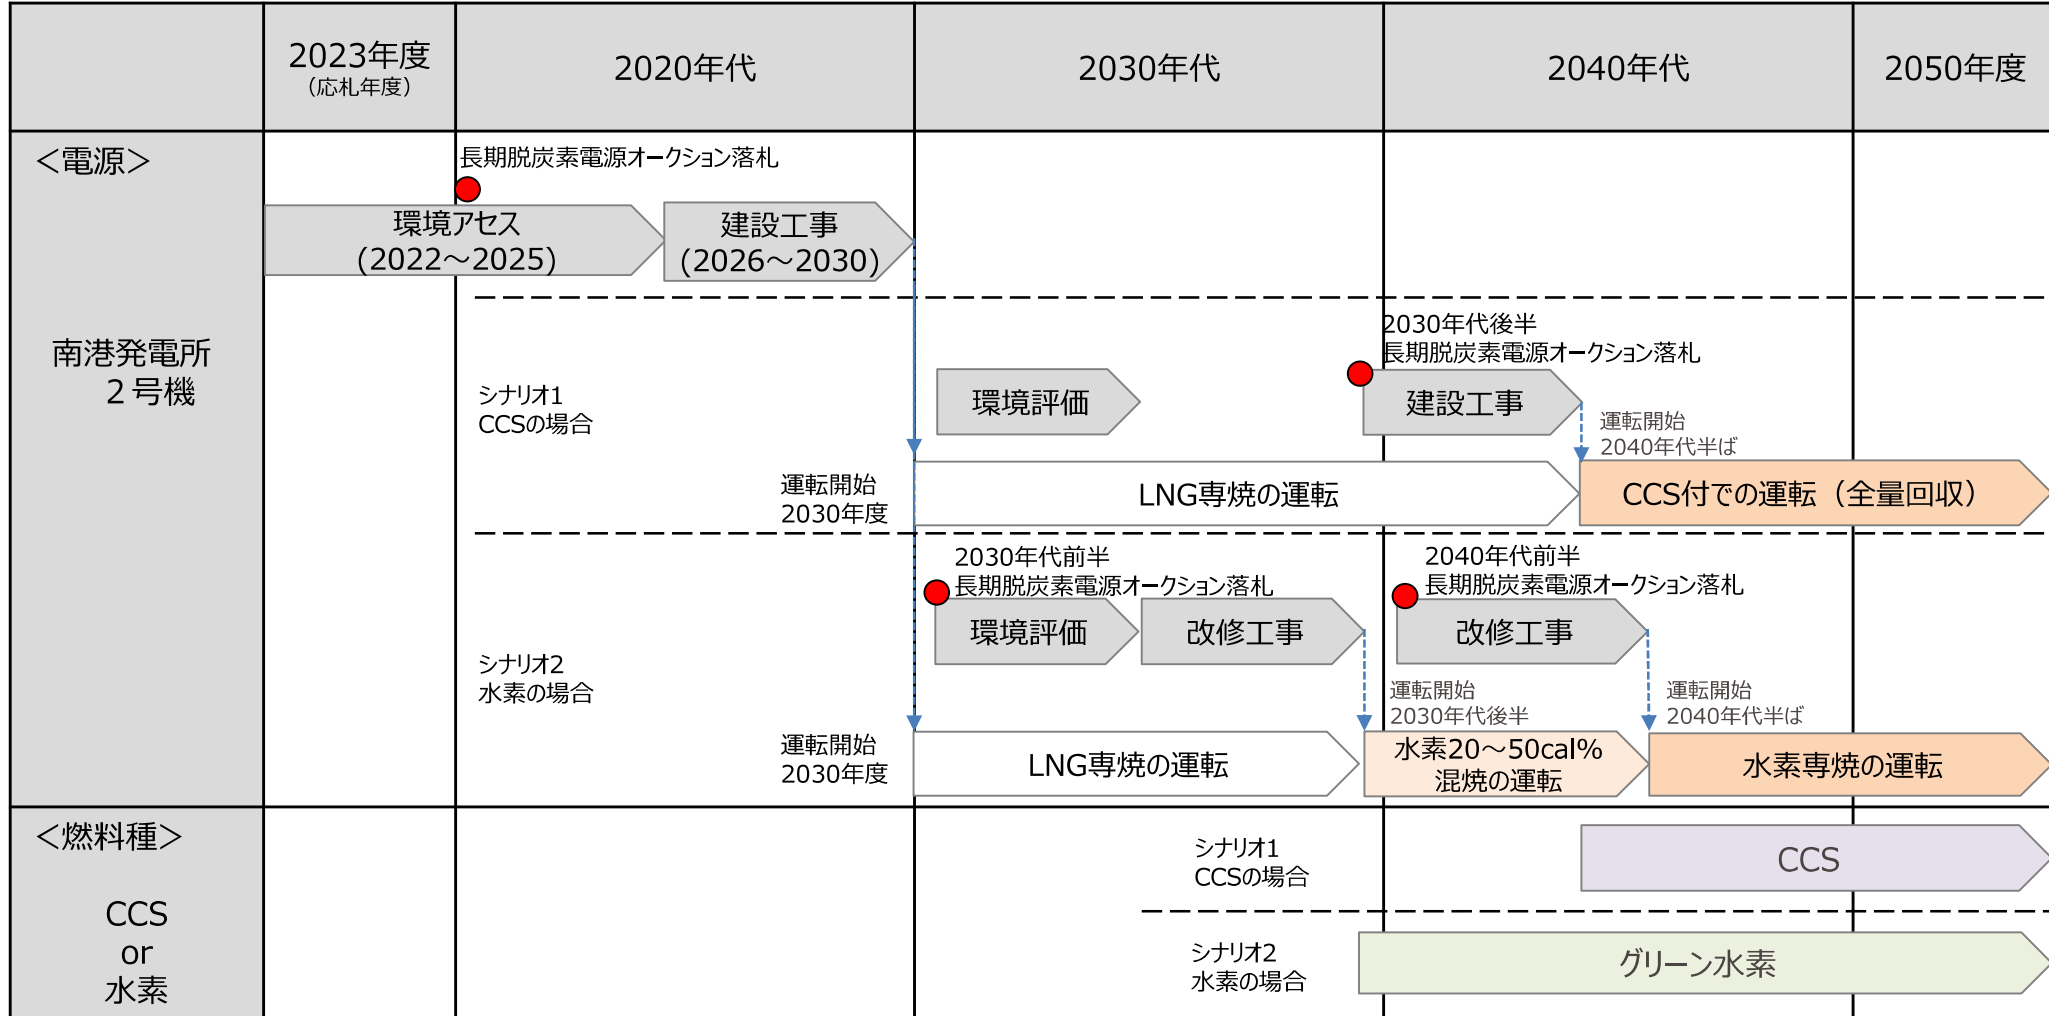 2023年度
（応札年度）
2020年代
2030年代
2040年代
2050年度
＜電源＞
南港発電所
２号機
長期脱炭素電源オークション落札
環境アセス
（2022～2025）
建設工事
（2026～2030）
シナリオ1
CCSの場合
環境評価
2030年代後半
長期脱炭素電源オークション落札
建設工事
運転開始
2040年代半ば
運転開始
2030年度
LNG専焼の運転
CCS付での運転（全量回収）
シナリオ2
水素の場合
2030年代前半
長期脱炭素電源オークション落札
環境評価
改修工事
2040年代前半
長期脱炭素電源オークション落札
改修工事
運転開始
2030年代後半
運転開始
2040年代半ば
運転開始
2030年度
LNG専焼の運転
水素20～50cal%
混焼の運転
水素専焼の運転
＜燃料種＞
CCS
or
水素
シナリオ1
CCSの場合
CCS
シナリオ2
水素の場合
グリーン水素